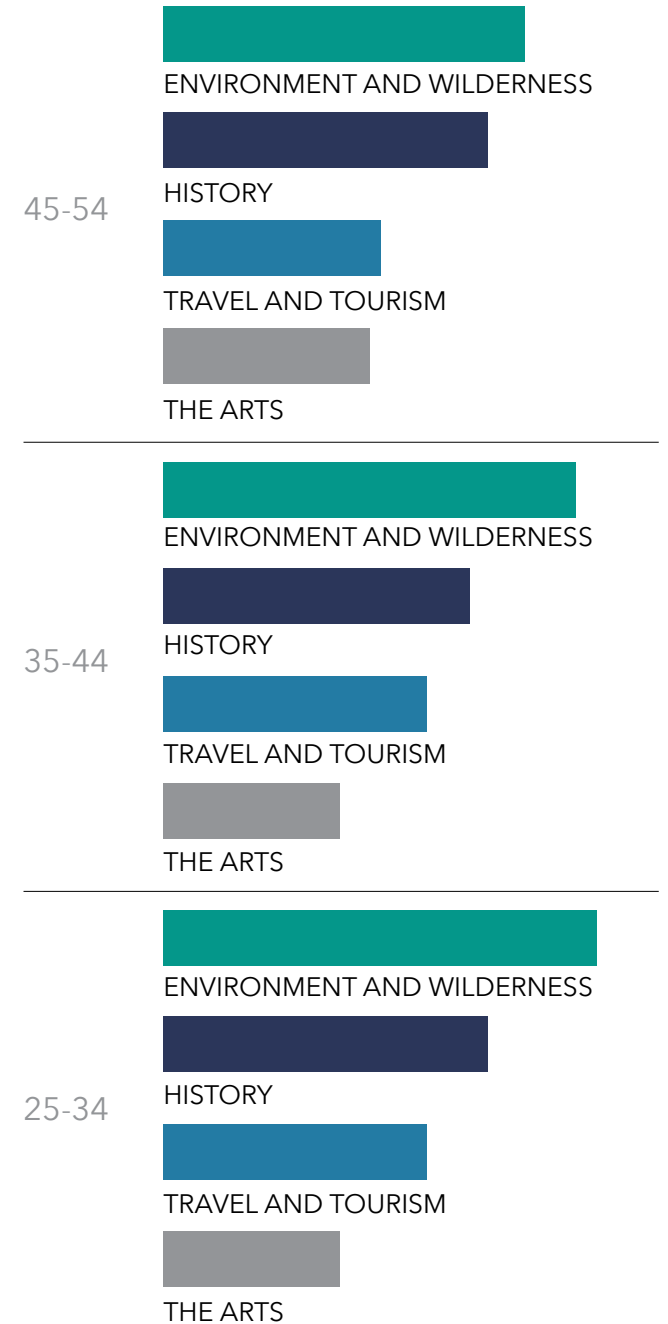 ENVIRONMENT AND WILDERNESS
HISTORY
45-54
TRAVEL AND TOURISM
THE ARTS
ENVIRONMENT AND WILDERNESS
HISTORY
35-44
TRAVEL AND TOURISM
THE ARTS
ENVIRONMENT AND WILDERNESS
HISTORY
25-34
TRAVEL AND TOURISM
THE ARTS